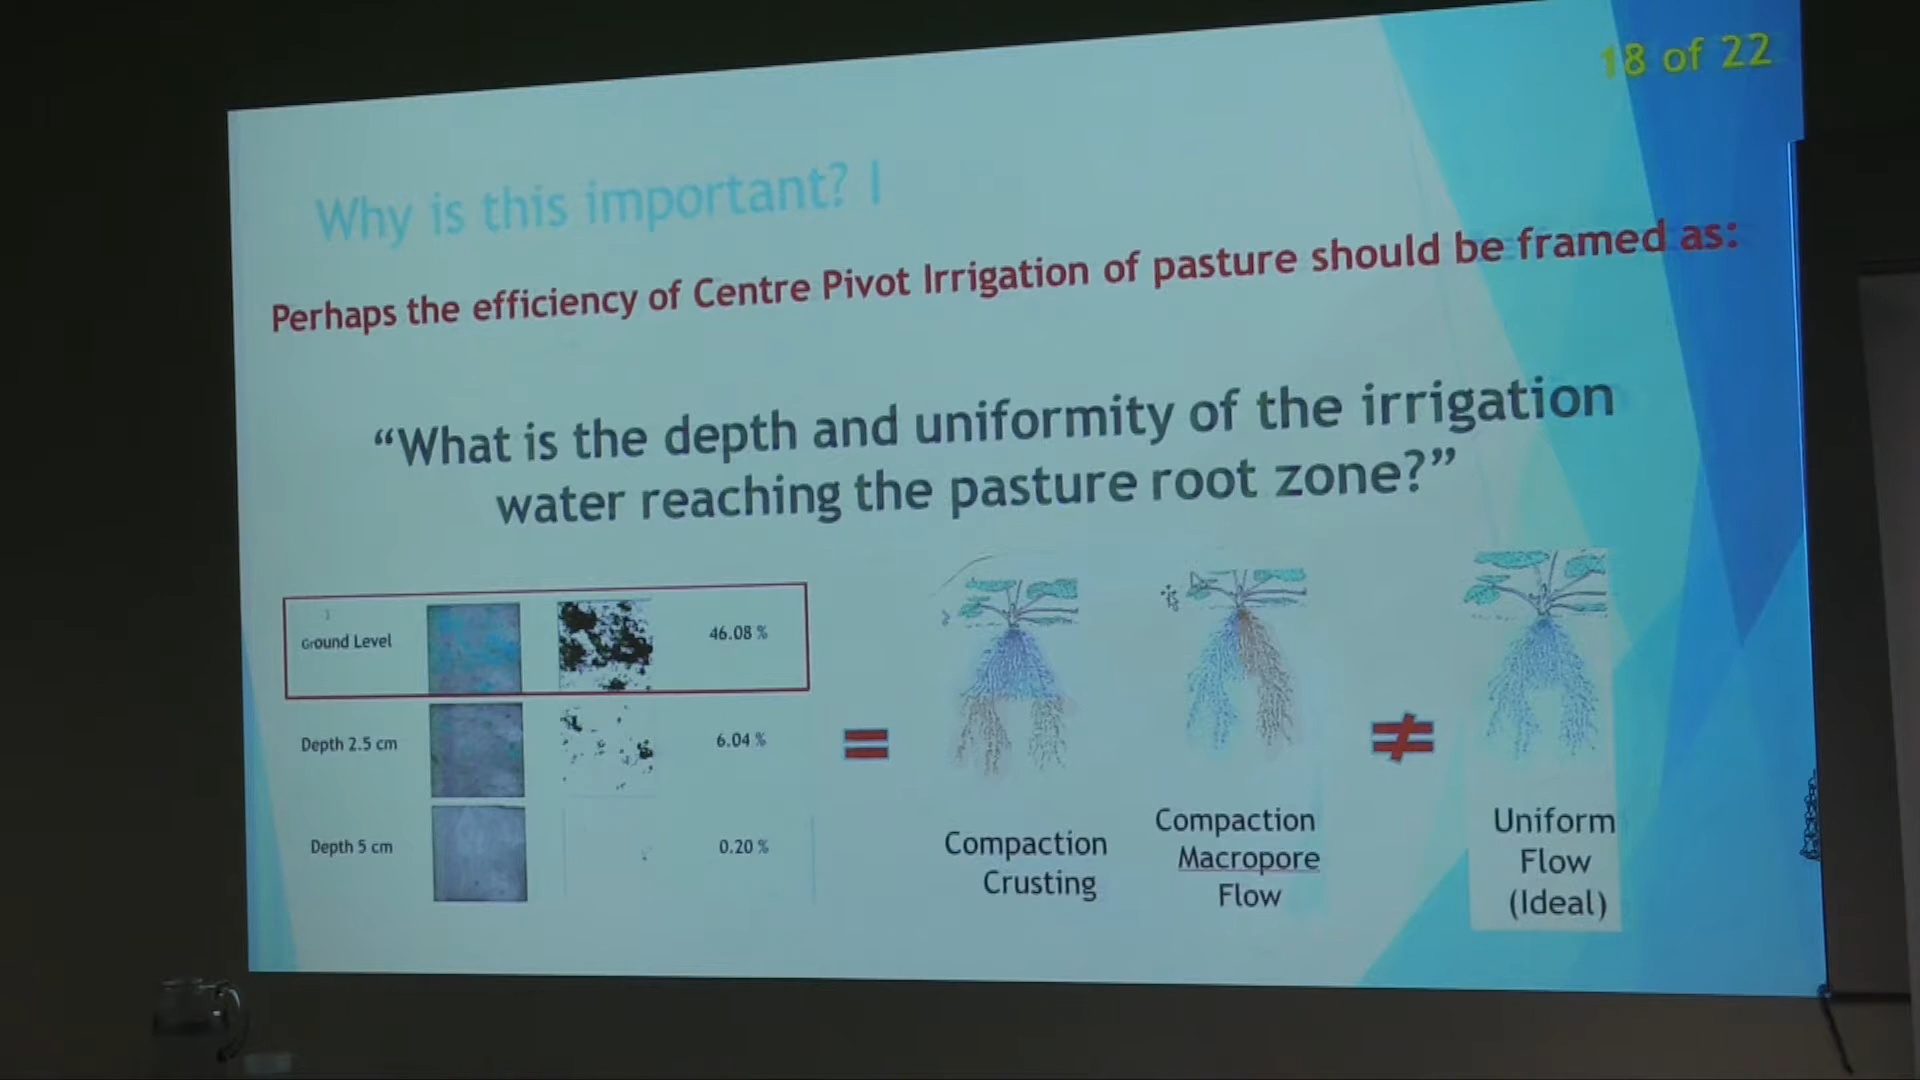 18 of 22
Why is this important? I
Perhaps the efficiency of Centre Pivot Irrigation of pasture should be framed as:
“What is the depth and uniformity of the irrigation
water reaching the pasture root zone?”
Ground Level
46.08 %
Depth 2.5 cm
6.04 %
Depth 5 cm
0.20 %
=
Compaction
Crusting
Compaction
Macropore
Flow
≠
Uniform
Flow
(Ideal)